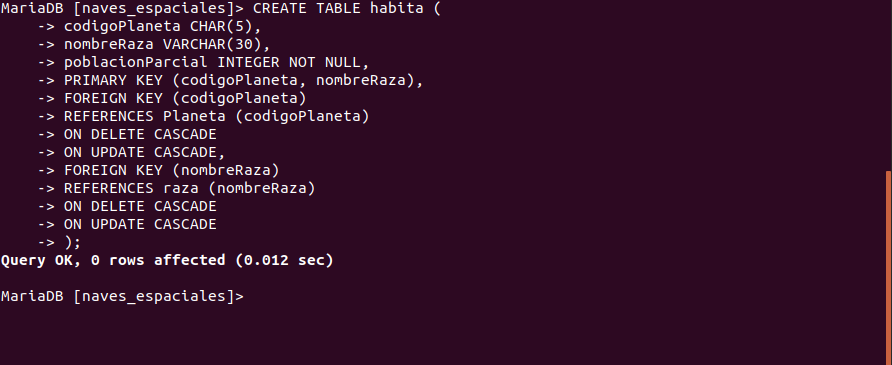 MariaDB [naves_espaciales]> CREATE TABLE habita (
    -> codigoPlaneta CHAR(5),
    -> nombreRaza VARCHAR(30),
    -> poblacionParcial INTEGER NOT NULL,
    -> PRIMARY KEY (codigoPlaneta, nombreRaza),
    -> FOREIGN KEY (codigoPlaneta)
    -> REFERENCES Planeta (codigoPlaneta)
    -> ON DELETE CASCADE
    -> ON UPDATE CASCADE,
    -> FOREIGN KEY (nombreRaza)
    -> REFERENCES raza (nombreRaza)
    -> ON DELETE CASCADE
    -> ON UPDATE CASCADE
    -> );
Query OK, 0 rows affected (0.012 sec)

MariaDB [naves_espaciales]>